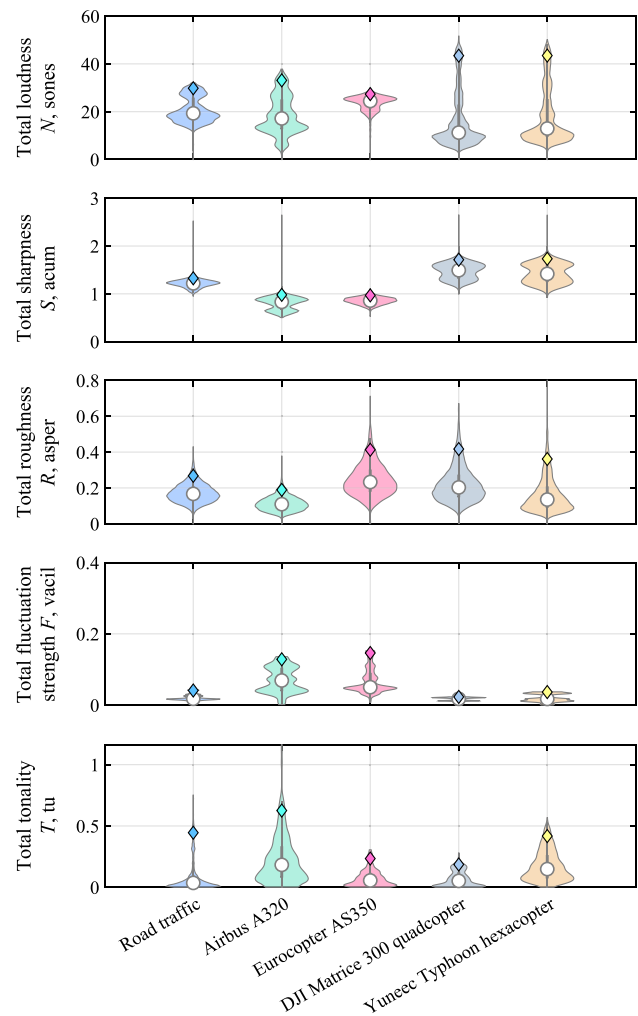 Total loudness
N, sones
60
40
20
0
Total sharpness
S, acum
3
2
1
0
Total roughness
R, asper
0.8
0.6
0.4
0.2
0
Total fluctuation
strength F, vacil
0.4
0.2
0
Total tonality
T, tu
1
0.5
0
Road traffic
Airbus A320
Eurocopter AS350
DJI Matrice 300 quadcopter
Yuneec Typhoon hexacopter